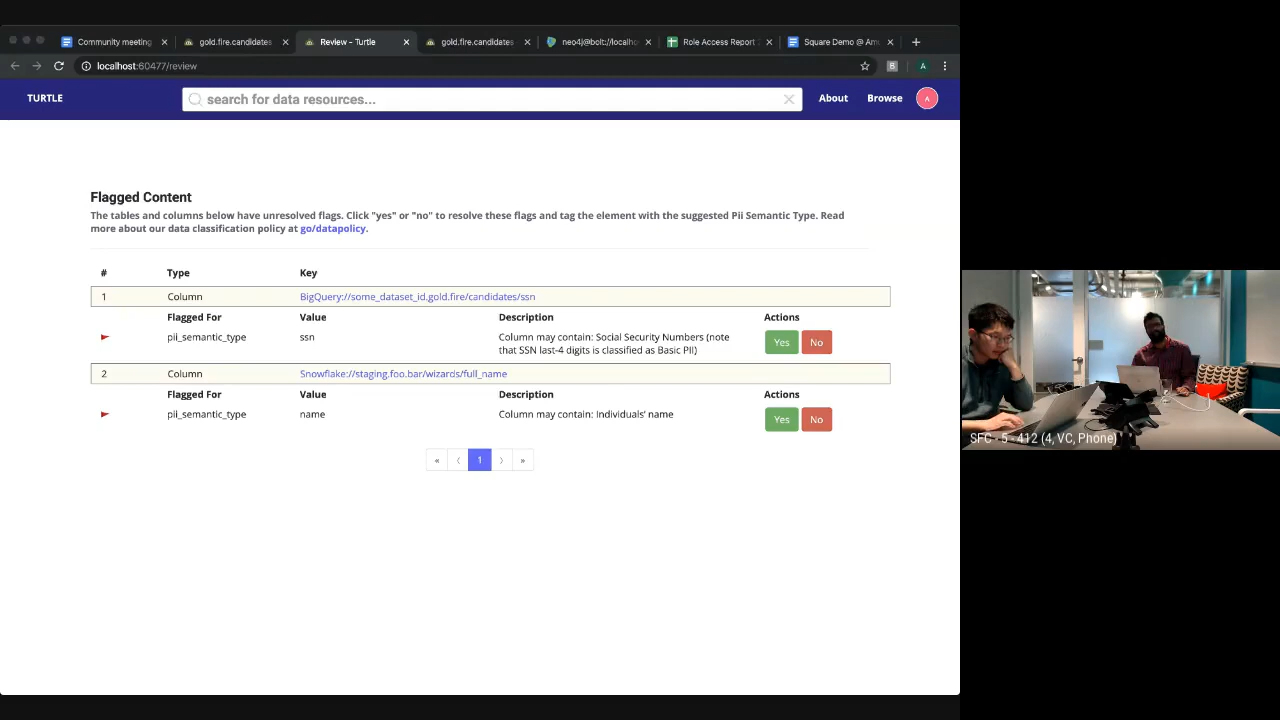 Community meeting
gold.fire.candidates
Review - Turtle
gold.fire.candidates
neo4j@bolt://localho
Role Access Report
Square Demo @ Am
localhost:60477/review
B
A
TURTLE
search for data resources...
About
Browse
A
Flagged Content
The tables and columns below have unresolved flags. Click "yes" or "no" to resolve these flags and tag the element with the suggested Pii Semantic Type. Read
more about our data classification policy at go/datapolicy.
# Type Key
1 Column BigQuery://some_dataset_id.gold.fire/candidates/ssn
Flagged For Value Description Actions
pii_semantic_type ssn Column may contain: Social Security Numbers (note Yes No
that SSN last-4 digits is classified as Basic PII)
2 Column Snowflake://staging.foo.bar/wizards/full_name
Flagged For Value Description Actions
pii_semantic_type name Column may contain: Individuals' name Yes No
« ‹ 1 › »
SFC - 5 - 412 (4, VC, Phone)